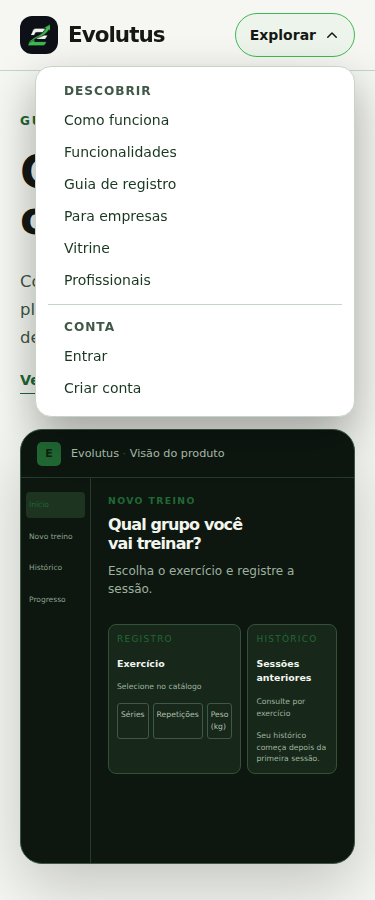 Evolutus
Explorar
DESCOBRIR
Como funciona
Funcionalidades
Guia de registro
Para empresas
Vitrine
Profissionais
CONTA
Entrar
Criar conta
E
Evolutus · Visão do produto
Início
Novo treino
Histórico
Progresso
NOVO TREINO
Qual grupo você
vai treinar?
Escolha o exercício e registre a
sessão.
REGISTRO
Exercício
Selecione no catálogo
Séries
Repetições
Peso
(kg)
HISTÓRICO
Sessões
anteriores
Consulte por
exercício
Seu histórico
começa depois da
primeira sessão.